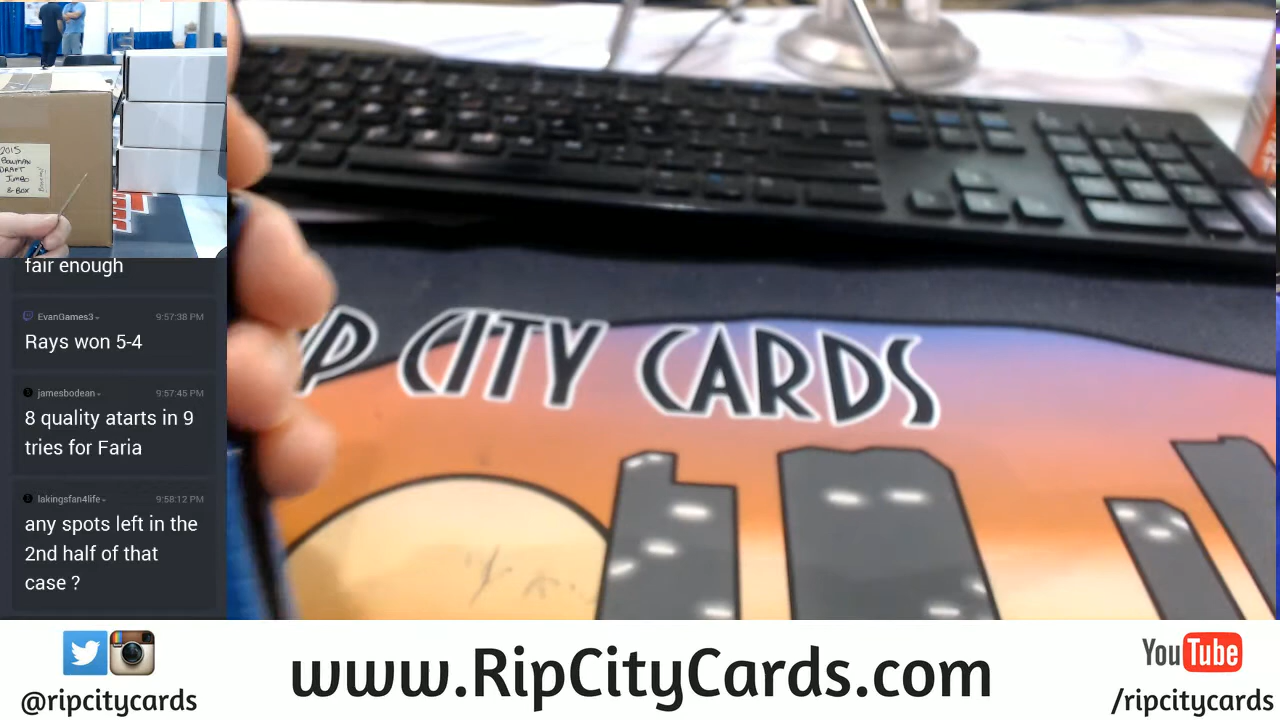 2015
BOWMAN
DRAFT
JUMBO
8-BOX
fair enough
EvanGames3
9:57:38 PM
Rays won 5-4
jamesbodean
9:57:45 PM
8 quality atarts in 9
tries for Faria
lakingsfan4life
9:58:12 PM
any spots left in the
2nd half of that
case ?
IP CITY CARDS
@ripcitycards
www.RipCityCards.com
YouTube
/ripcitycards